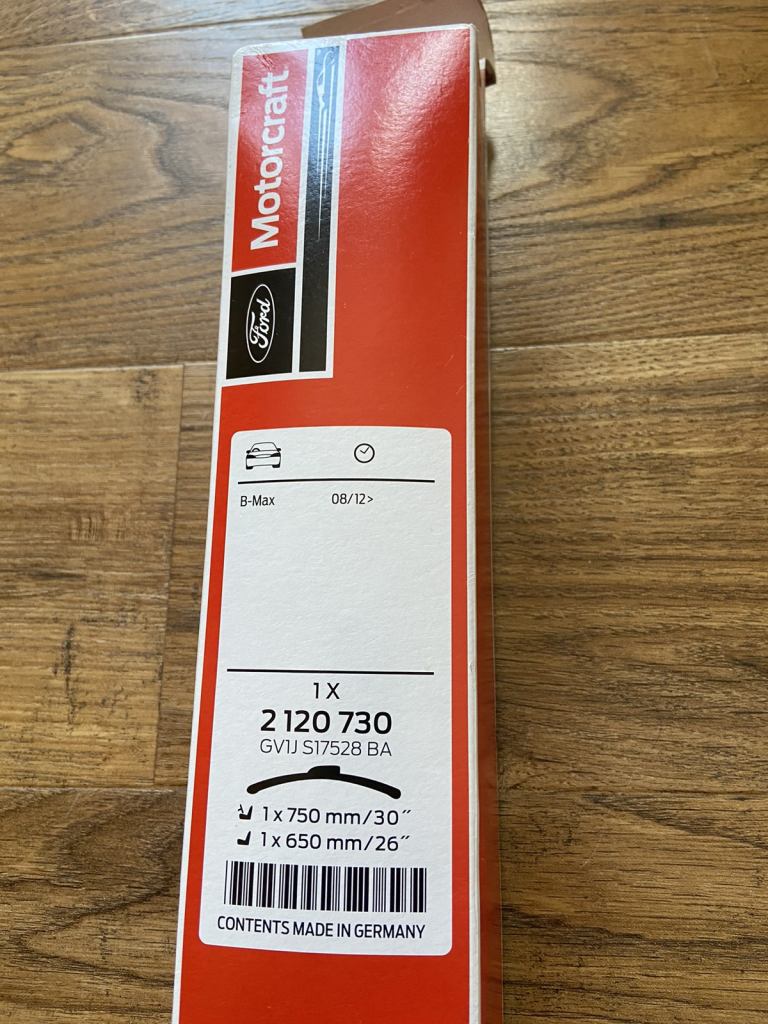 Motorcraft
Ford
B-Max 08/12>
1 X
2 120 730
GV1J S17528 BA
1 x 750 mm/30″
1 x 650 mm/26″
CONTENTS MADE IN GERMANY